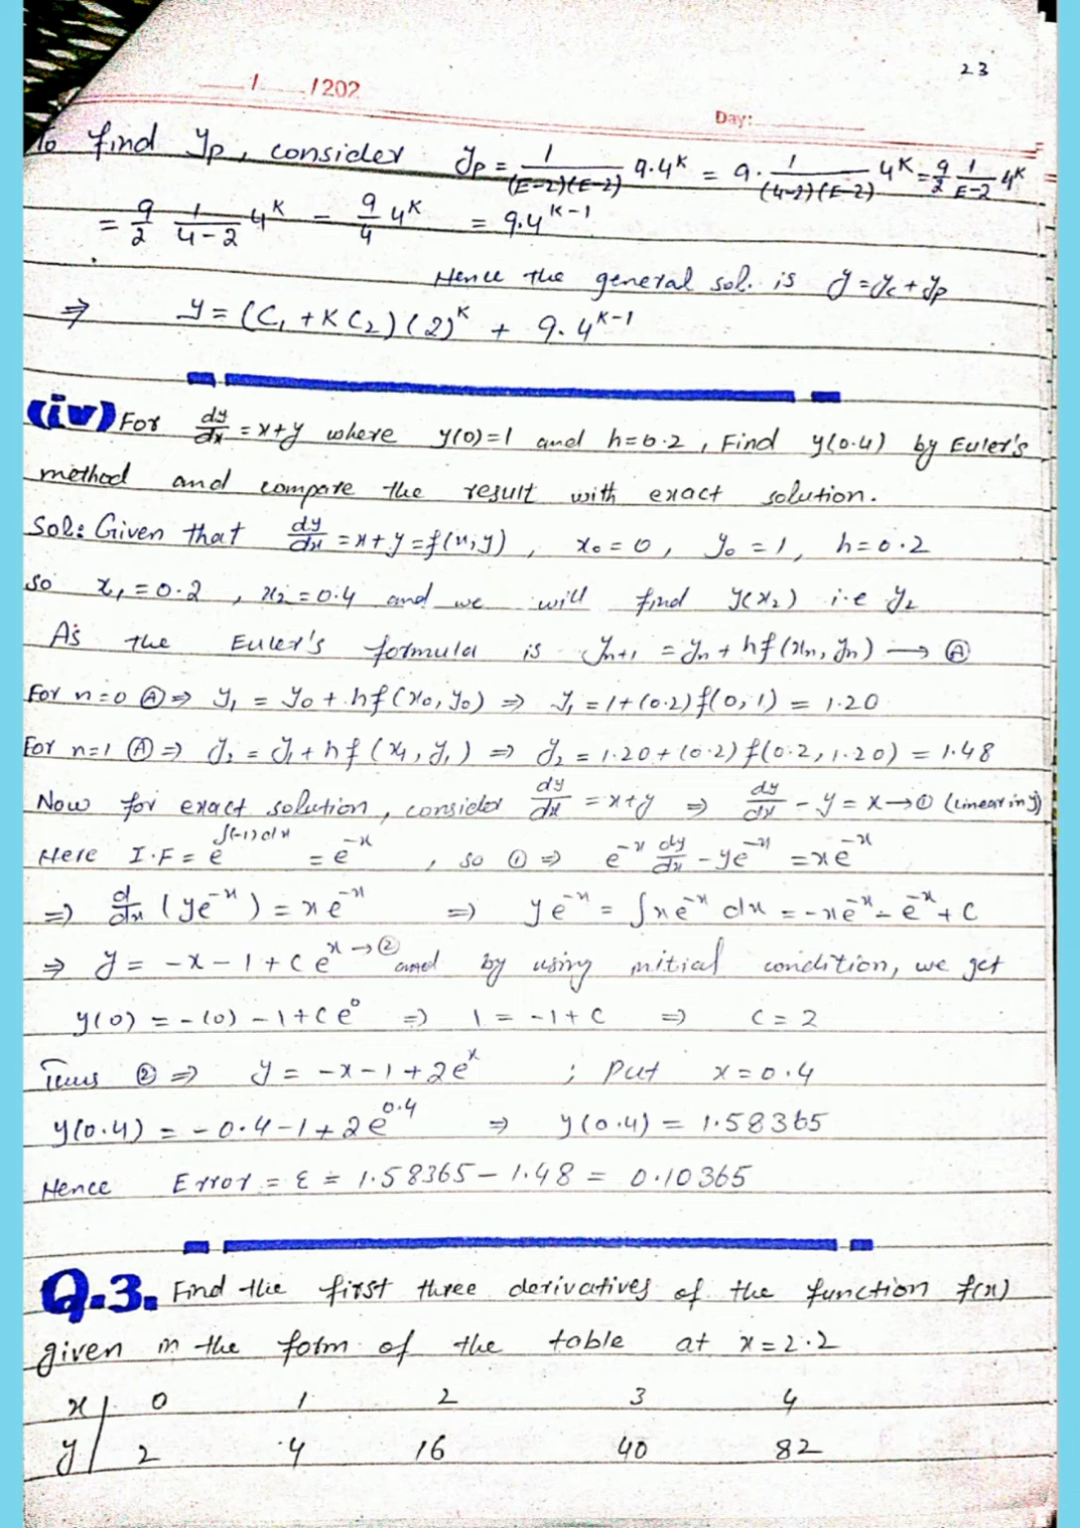 23
/ /202
Day:
To find yp, consider yp = 1/((E-2)(E-2)) 9.4^K = 9. 1/((4-2)(E-2)) 4^K = 9/2 1/(E-2) 4^K
= 9/2 1/(4-2) 4^K = 9/4 4^K = 9.4^(K-1)
Hence the general sol. is y = yc + yp
⇒ y = (C₁ + KC₂)(2)^K + 9.4^(K-1)
(iv) For dy/dx = x+y where y(0)=1 and h=0.2, Find y(0.4) by Euler's
method and compare the result with exact solution.
Sol: Given that dy/dx = x+y = f(x,y), x₀ = 0, y₀ = 1, h = 0.2
so x₁ = 0.2, x₂ = 0.4 and we will find y(x₂) i.e y₂
As the Euler's formula is yₙ₊₁ = yₙ + hf(xₙ, yₙ) → Ⓐ
For n=0 Ⓐ ⇒ y₁ = y₀ + hf(x₀, y₀) ⇒ y₁ = 1+(0.2)f(0,1) = 1.20
For n=1 Ⓐ ⇒ y₂ = y₁ + hf(x₁, y₁) ⇒ y₂ = 1.20+(0.2)f(0.2, 1.20) = 1.48
Now for exact solution, consider dy/dx = x+y ⇒ dy/dx - y = x → ① (Linear in y)
Here I.F = e^(∫(-1)dx) = e^(-x), so ① ⇒ e^(-x) dy/dx - ye^(-x) = xe^(-x)
⇒ d/dx (ye^(-x)) = xe^(-x) ⇒ ye^(-x) = ∫xe^(-x) dx = -xe^(-x) - e^(-x) + C
⇒ y = -x-1+Ce^x → ② and by using initial condition, we get
y(0) = -(0) -1+Ce^0 ⇒ 1 = -1+C ⇒ C = 2
Thus ② ⇒ y = -x-1+2e^x ; Put x = 0.4
y(0.4) = -0.4-1+2e^(0.4) ⇒ y(0.4) = 1.58365
Hence Error = ε = 1.58365 - 1.48 = 0.10365
Q.3. Find the first three derivatives of the function f(x)
given in the form of the table at x = 2.2
x | 0 1 2 3 4
y | 2 4 16 40 82